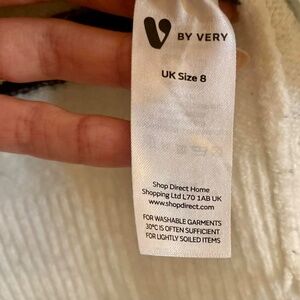 V BY VERY
UK Size 8
Shop Direct Home
Shopping Ltd L70 1AB UK
www.shopdirect.com
FOR WASHABLE GARMENTS
30°C IS OFTEN SUFFICIENT
FOR LIGHTLY SOILED ITEMS